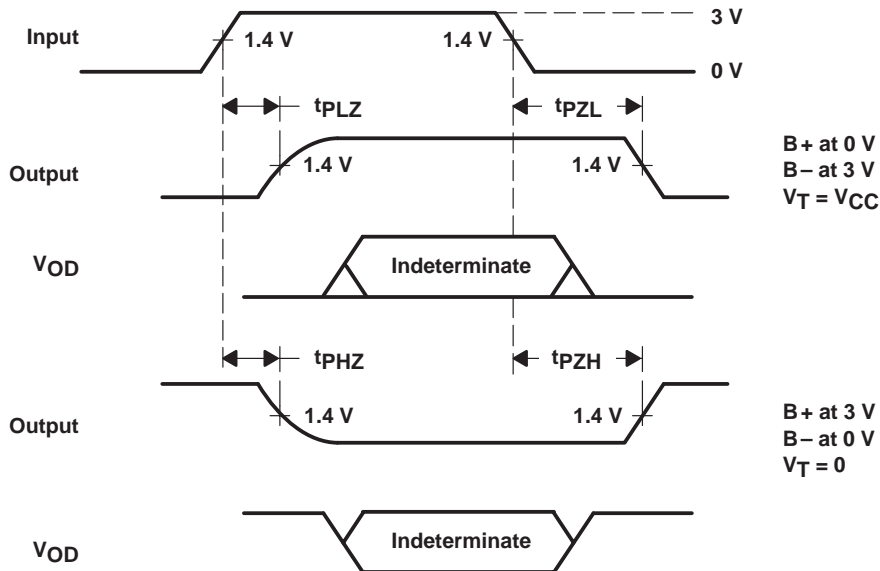 3 V
Input
1.4 V 1.4 V
0 V
tPLZ tPZL
B+ at 0 V
B– at 3 V
VT = VCC
Output
1.4 V 1.4 V
VOD
Indeterminate
tPHZ tPZH
Output
1.4 V 1.4 V
B+ at 3 V
B– at 0 V
VT = 0
VOD
Indeterminate